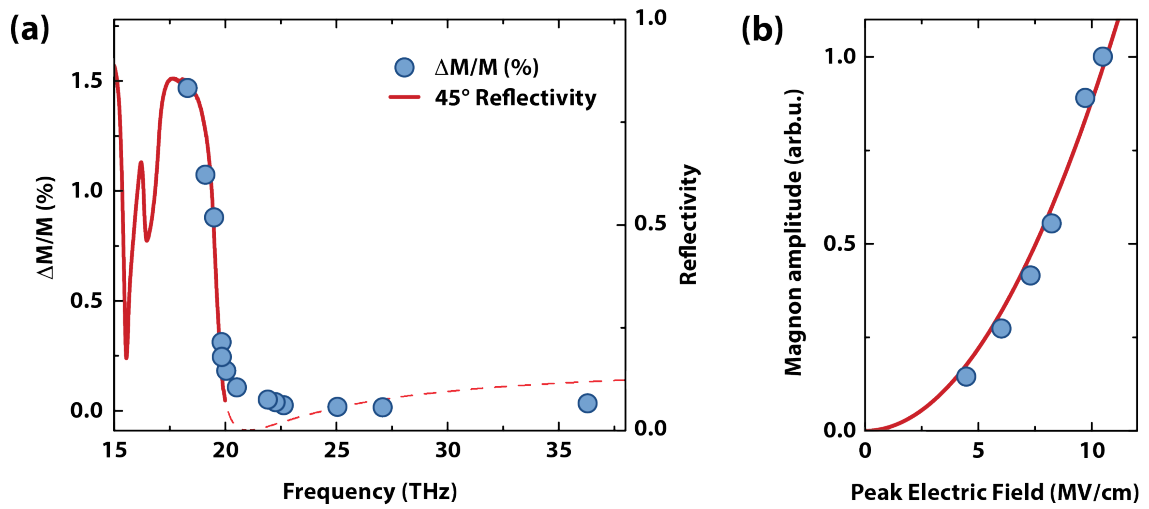 (a)
ΔM/M (%)
45° Reflectivity
1.5
1.0
0.5
0.0
ΔM/M (%)
15
20
25
30
35
Frequency (THz)
1.0
0.5
0.0
Reflectivity
(b)
1.0
0.5
0.0
Magnon amplitude (arb.u.)
0
5
10
Peak Electric Field (MV/cm)